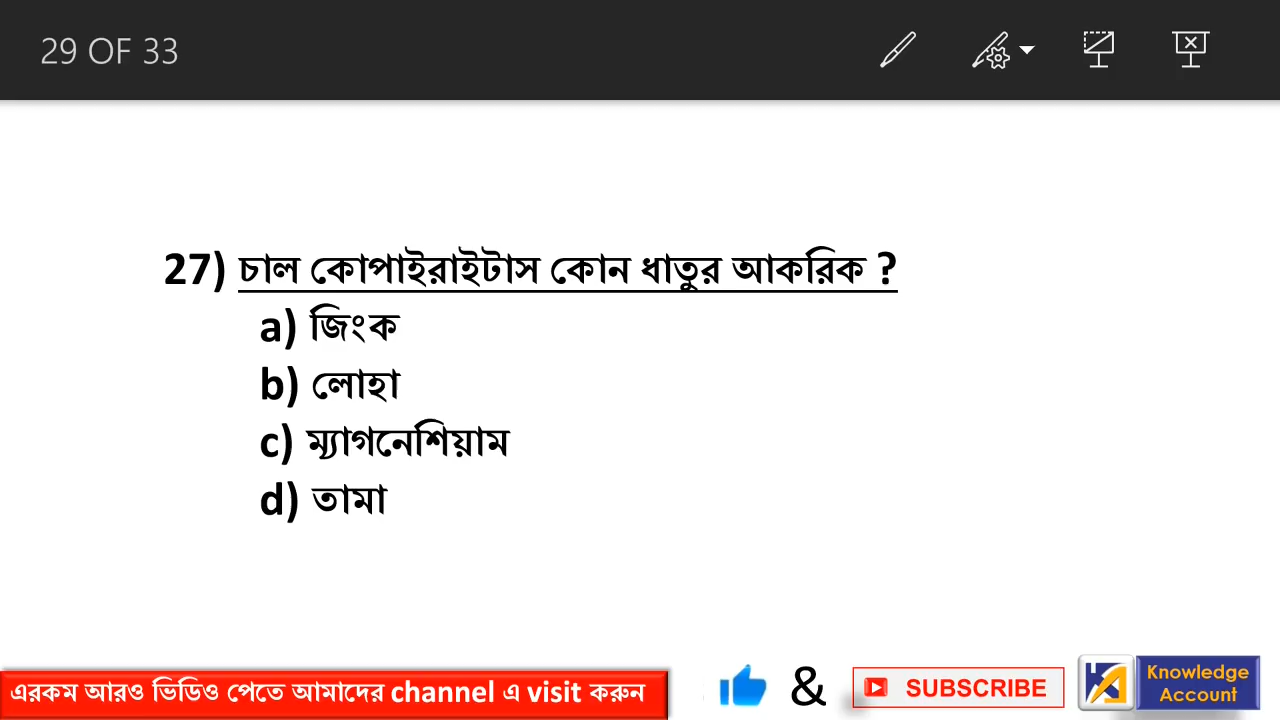 29 OF 33
27) চাল কোপাইরাইটাস কোন ধাতুর আকরিক ?
a) জিংক
b) লোহা
c) ম্যাগনেশিয়াম
d) তামা
এরকম আরও ভিডিও পেতে আমাদের channel এ visit করুন
& SUBSCRIBE
Knowledge
Account